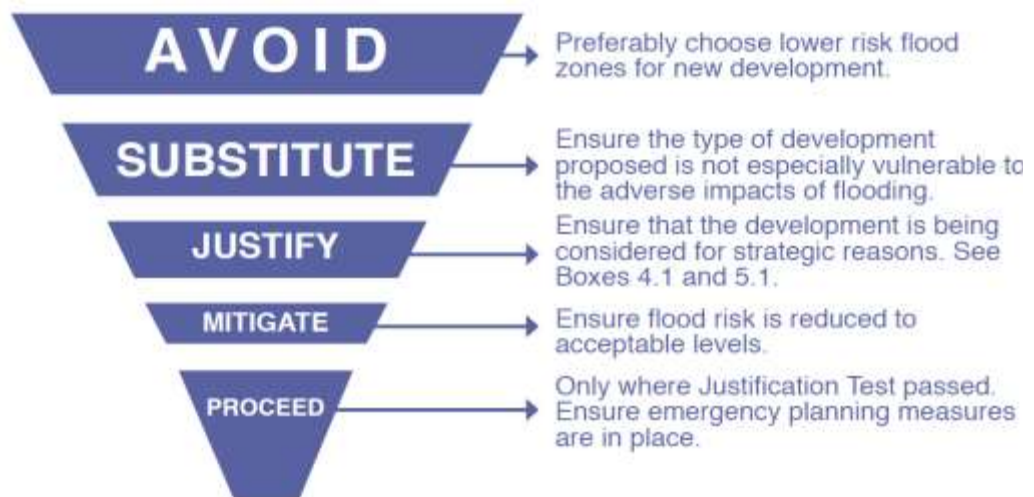 AVOID
Preferably choose lower risk flood
zones for new development.
SUBSTITUTE
Ensure the type of development
proposed is not especially vulnerable to
the adverse impacts of flooding.
JUSTIFY
Ensure that the development is being
considered for strategic reasons. See
Boxes 4.1 and 5.1.
MITIGATE
Ensure flood risk is reduced to
acceptable levels.
PROCEED
Only where Justification Test passed.
Ensure emergency planning measures
are in place.